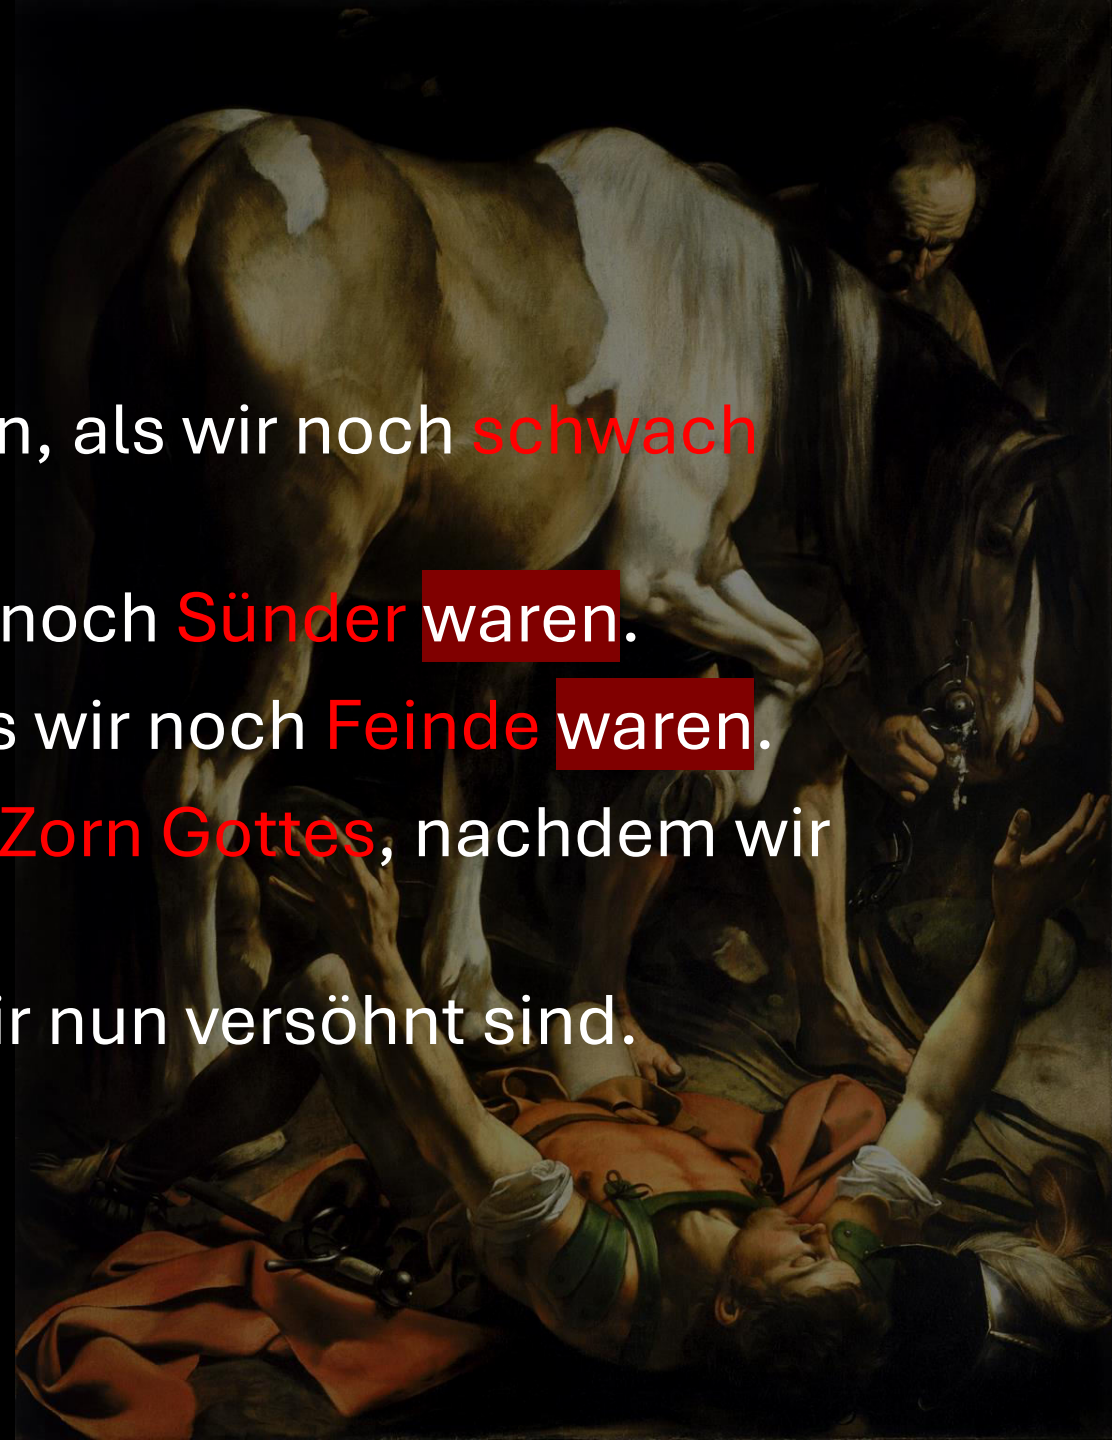 n, als wir noch schwach
noch Sünder waren.
s wir noch Feinde waren.
Zorn Gottes, nachdem wir
ir nun versöhnt sind.